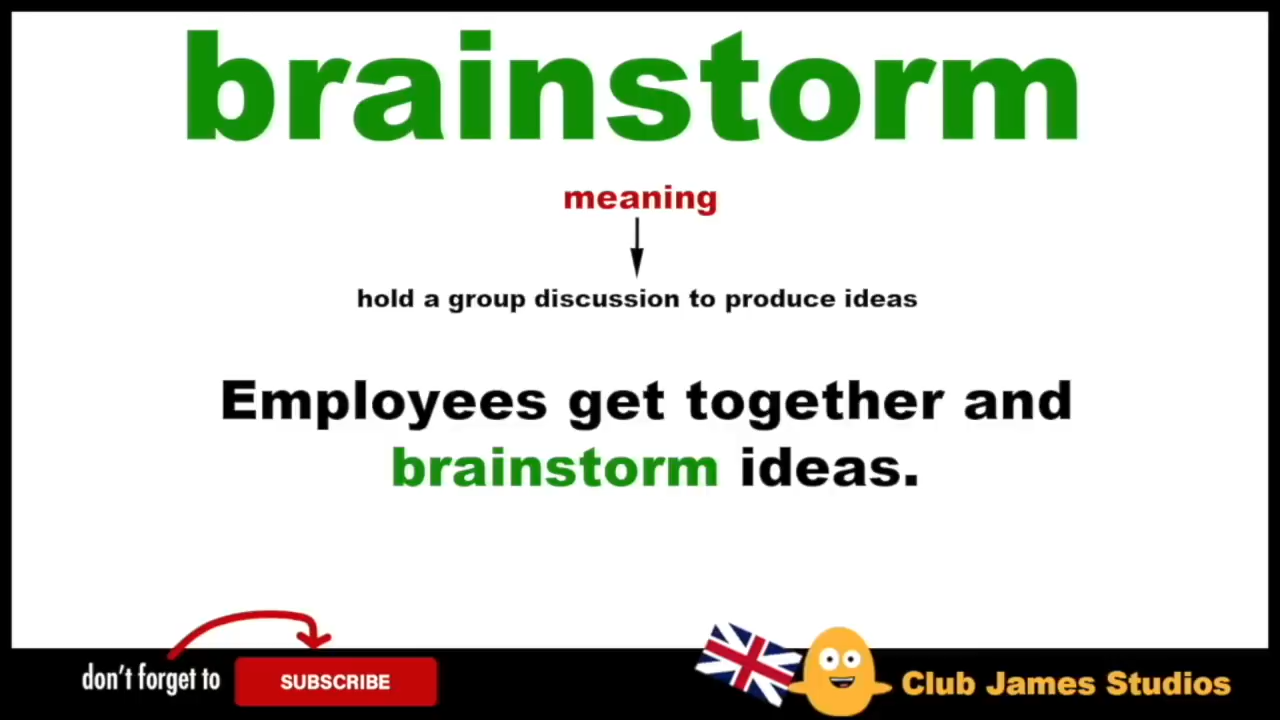 brainstorm
meaning
hold a group discussion to produce ideas
Employees get together and
brainstorm ideas.
don't forget to
SUBSCRIBE
Club James Studios